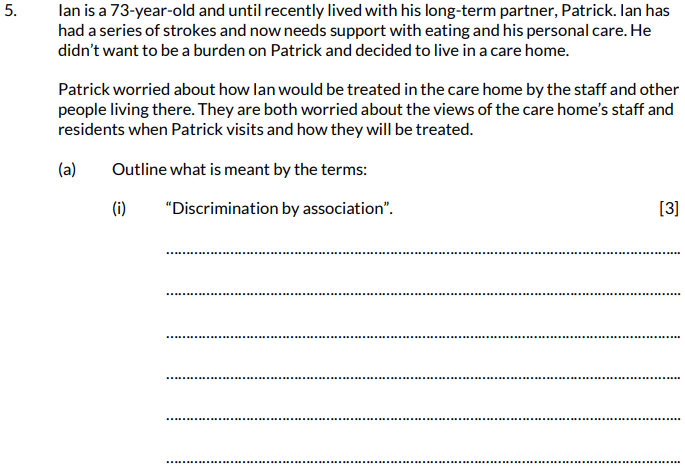 5. Ian is a 73-year-old and until recently lived with his long-term partner, Patrick. Ian has
had a series of strokes and now needs support with eating and his personal care. He
didn't want to be a burden on Patrick and decided to live in a care home.
Patrick worried about how Ian would be treated in the care home by the staff and other
people living there. They are both worried about the views of the care home's staff and
residents when Patrick visits and how they will be treated.
(a) Outline what is meant by the terms:
(i) "Discrimination by association". [3]